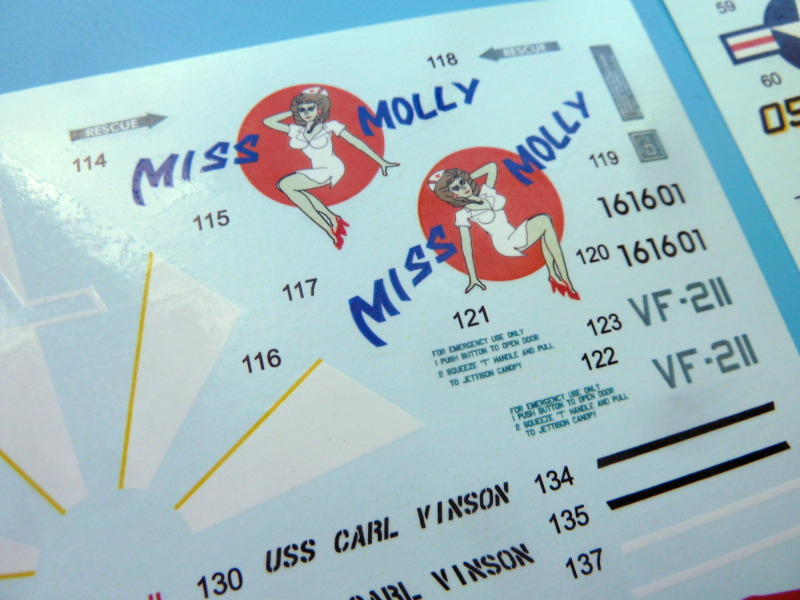 59
60
05
118
RESCUE
RESCUE
114
MISS MOLLY
MISS MOLLY
115
119
161601
120
161601
117
121
VF-211
123
116
122
VF-211
FOR EMERGENCY USE ONLY
1 PUSH BUTTON TO OPEN DOOR
2 SQUEEZE "T" HANDLE AND PULL
TO JETTISON CANOPY
FOR EMERGENCY USE ONLY
1 PUSH BUTTON TO OPEN DOOR
2 SQUEEZE "T" HANDLE AND PULL
TO JETTISON CANOPY
134
130
USS CARL VINSON
135
CARL VINSON
137